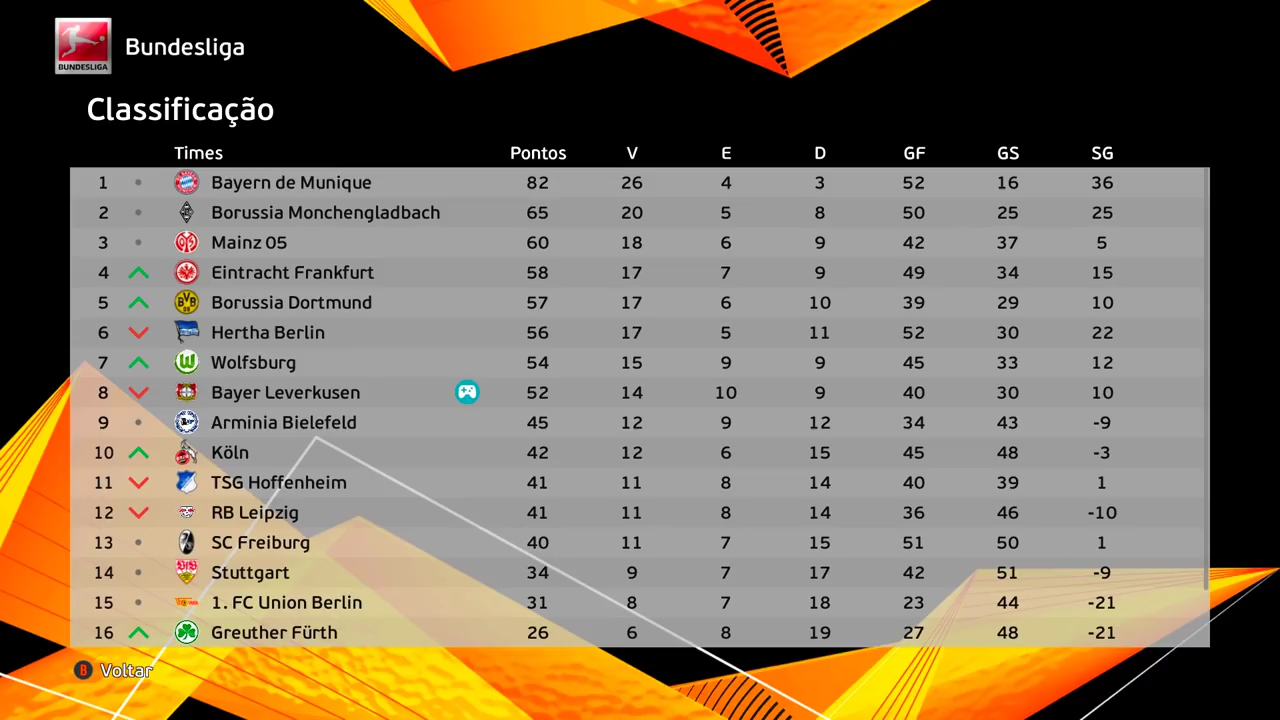 BUNDESLIGA
Bundesliga
Classificação
Times Pontos V E D GF GS SG
1 Bayern de Munique 82 26 4 3 52 16 36
2 Borussia Monchengladbach 65 20 5 8 50 25 25
3 Mainz 05 60 18 6 9 42 37 5
4 Eintracht Frankfurt 58 17 7 9 49 34 15
5 Borussia Dortmund 57 17 6 10 39 29 10
6 Hertha Berlin 56 17 5 11 52 30 22
7 Wolfsburg 54 15 9 9 45 33 12
8 Bayer Leverkusen 52 14 10 9 40 30 10
9 Arminia Bielefeld 45 12 9 12 34 43 -9
10 Köln 42 12 6 15 45 48 -3
11 TSG Hoffenheim 41 11 8 14 40 39 1
12 RB Leipzig 41 11 8 14 36 46 -10
13 SC Freiburg 40 11 7 15 51 50 1
14 Stuttgart 34 9 7 17 42 51 -9
15 1. FC Union Berlin 31 8 7 18 23 44 -21
16 Greuther Fürth 26 6 8 19 27 48 -21
B Voltar